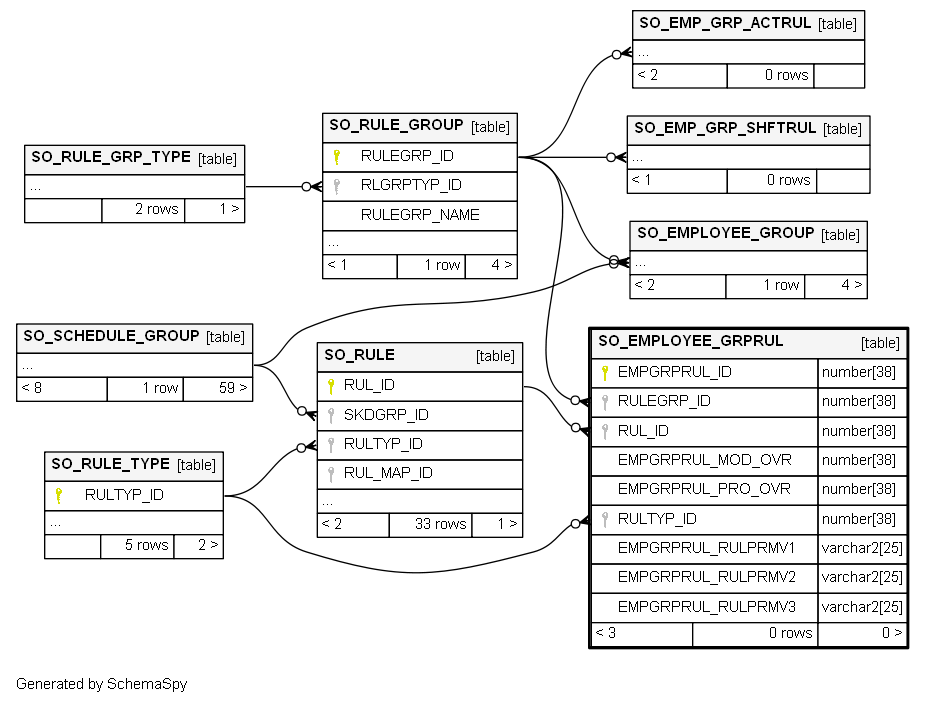 SO_EMP_GRP_ACTRUL [table]
...
< 2 0 rows
SO_RULE_GROUP [table]
RULEGRP_ID
RLGRPTYP_ID
RULEGRP_NAME
...
< 1 1 row 4 >
SO_EMP_GRP_SHFTRUL [table]
...
< 1 0 rows
SO_RULE_GRP_TYPE [table]
...
2 rows 1 >
SO_EMPLOYEE_GROUP [table]
...
< 2 1 row 4 >
SO_SCHEDULE_GROUP [table]
...
< 8 1 row 59 >
SO_RULE [table]
RUL_ID
SKDGRP_ID
RULTYP_ID
RUL_MAP_ID
...
< 2 33 rows 1 >
SO_EMPLOYEE_GRPRUL [table]
EMPGRPRUL_ID number[38]
RULEGRP_ID number[38]
RUL_ID number[38]
EMPGRPRUL_MOD_OVR number[38]
EMPGRPRUL_PRO_OVR number[38]
RULTYP_ID number[38]
EMPGRPRUL_RULPRMV1 varchar2[25]
EMPGRPRUL_RULPRMV2 varchar2[25]
EMPGRPRUL_RULPRMV3 varchar2[25]
< 3 0 rows 0 >
SO_RULE_TYPE [table]
RULTYP_ID
...
5 rows 2 >
Generated by SchemaSpy